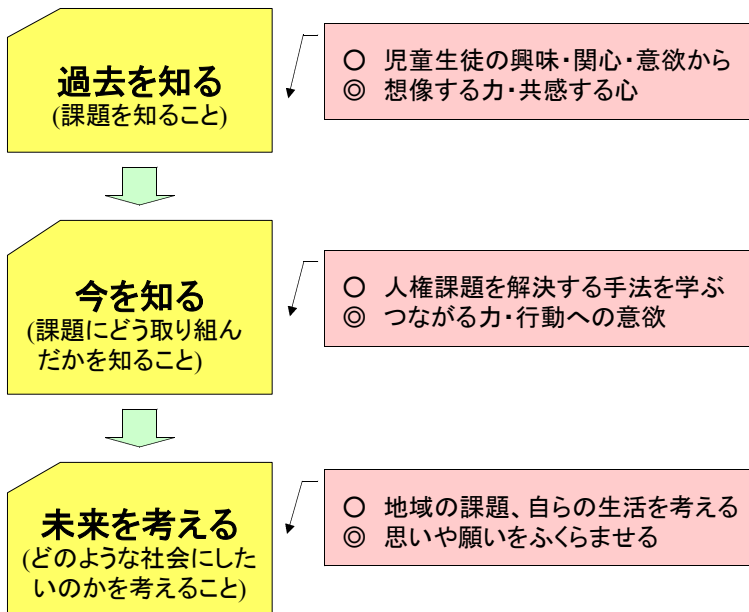 過去を知る
(課題を知ること)
○ 児童生徒の興味・関心・意欲から
◎ 想像する力・共感する心
今を知る
(課題にどう取り組ん
だかを知ること)
○ 人権課題を解決する手法を学ぶ
◎ つながる力・行動への意欲
未来を考える
(どのような社会にした
いのかを考えること)
○ 地域の課題、自らの生活を考える
◎ 思いや願いをふくらませる